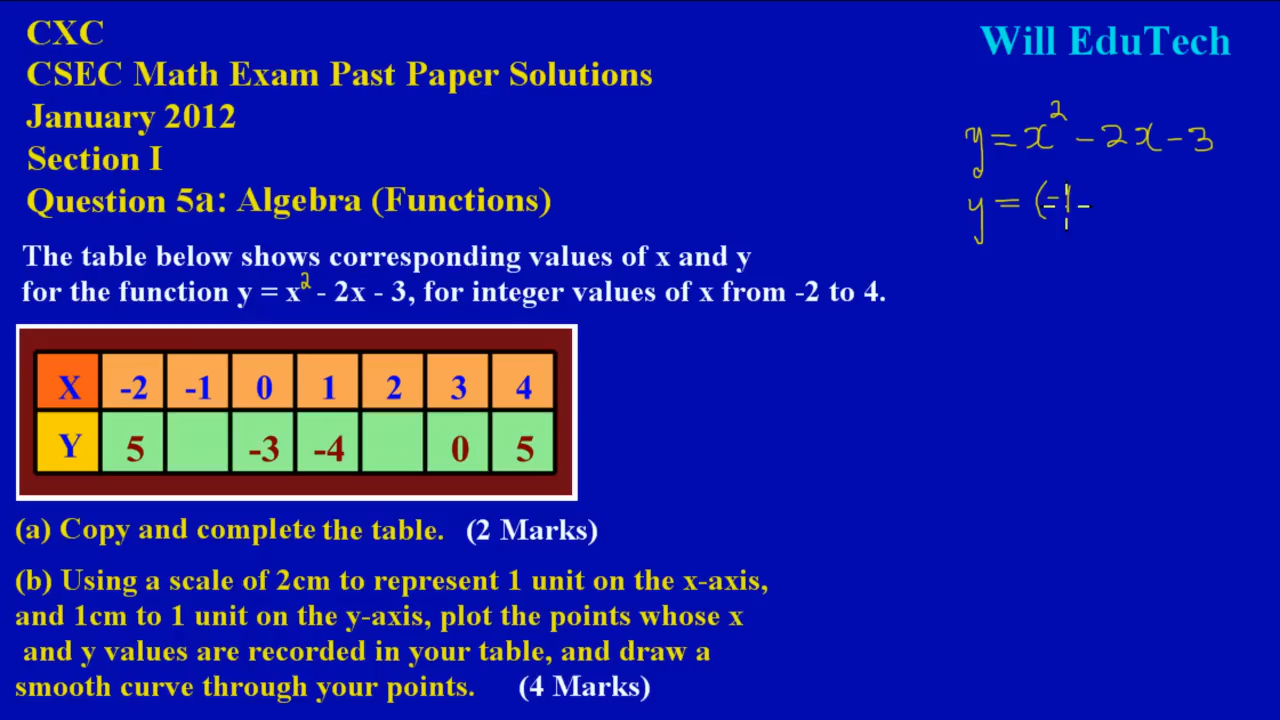 CXC
CSEC Math Exam Past Paper Solutions
January 2012
Section I
Question 5a: Algebra (Functions)
Will EduTech
y = x² - 2x - 3
y = (-1
The table below shows corresponding values of x and y
for the function y = x² - 2x - 3, for integer values of x from -2 to 4.
X -2 -1 0 1 2 3 4
Y 5 -3 -4 0 5
(a) Copy and complete the table. (2 Marks)
(b) Using a scale of 2cm to represent 1 unit on the x-axis,
and 1cm to 1 unit on the y-axis, plot the points whose x
and y values are recorded in your table, and draw a
smooth curve through your points. (4 Marks)